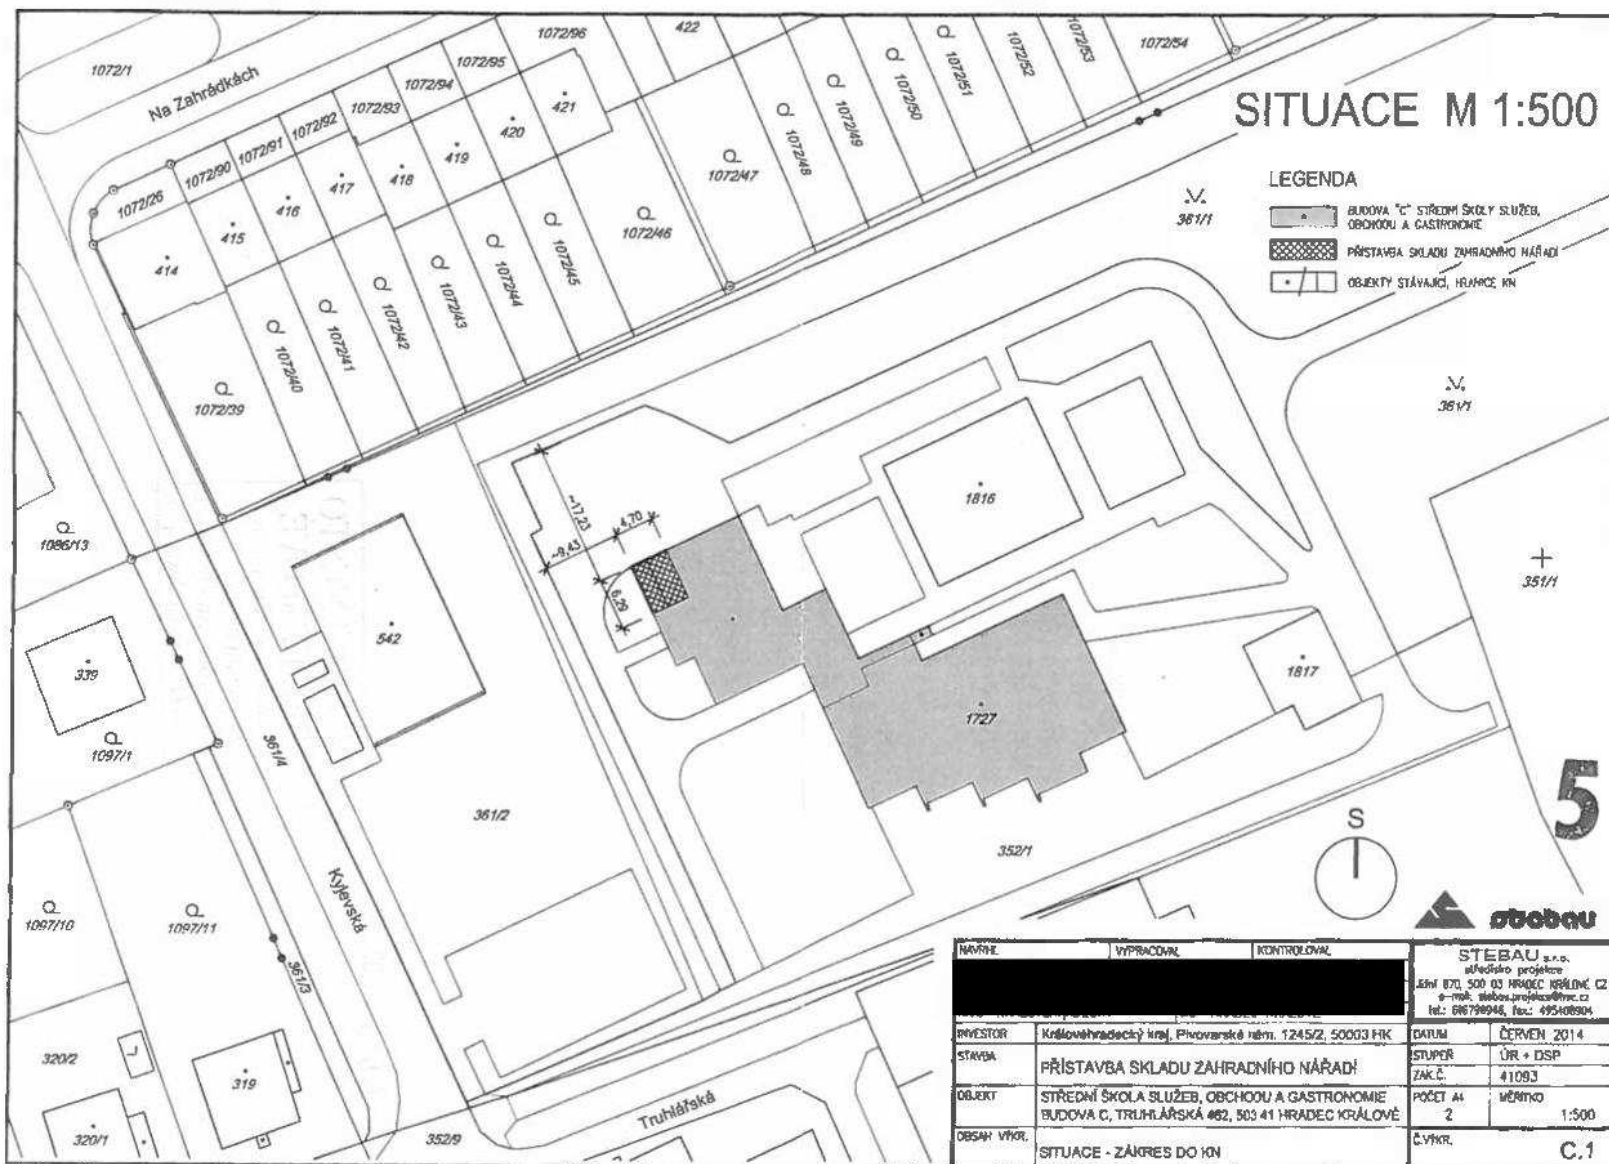 1072/1
Na Zahrádkách
1072/96
422
1072/95
1072/94
1072/93
1072/92
1072/91
1072/90
1072/26
421
420
419
418
417
416
415
414
1072/54
1072/53
1072/52
1072/51
1072/50
1072/49
1072/48
1072/47
1072/46
1072/45
1072/44
1072/43
1072/42
1072/41
1072/40
1072/39
SITUACE M 1:500
LEGENDA
BUDOVA "C" STŘEDNÍ ŠKOLY SLUŽEB,
OBCHODU A GASTRONOMIE
PŘÍSTAVBA SKLADU ZAHRADNÍHO NÁŘADÍ
OBJEKTY STÁVAJÍCÍ, HRANICE KN
361/1
361/1
351/1
1816
~17,23
4,70
~9,43
6,29
1086/13
542
339
1097/1
361/4
1817
1727
361/2
352/1
Kyjevská
1097/10
1097/11
361/3
320/2
319
320/1
352/9
Truhlářská
S
5
stebau
NAVRHL VYPRACOVAL KONTROLOVAL
STEBAU s.r.o.
středisko projekce
870, 500 03 HRADEC KRÁLOVÉ CZ
INVESTOR Královéhradecký kraj, Pivovarské nám. 1245/2, 50003 HK
DATUM ČERVEN 2014
STAVBA PŘÍSTAVBA SKLADU ZAHRADNÍHO NÁŘADÍ
STUPEŇ ÚR + DSP
ZAK.Č. 41093
OBJEKT STŘEDNÍ ŠKOLA SLUŽEB, OBCHODU A GASTRONOMIE
BUDOVA C, TRUHLÁŘSKÁ 462, 503 41 HRADEC KRÁLOVÉ
POČET A4 2
MĚŘÍTKO 1:500
OBSAH VÝKR. SITUACE - ZÁKRES DO KN
Č.VÝKR. C.1